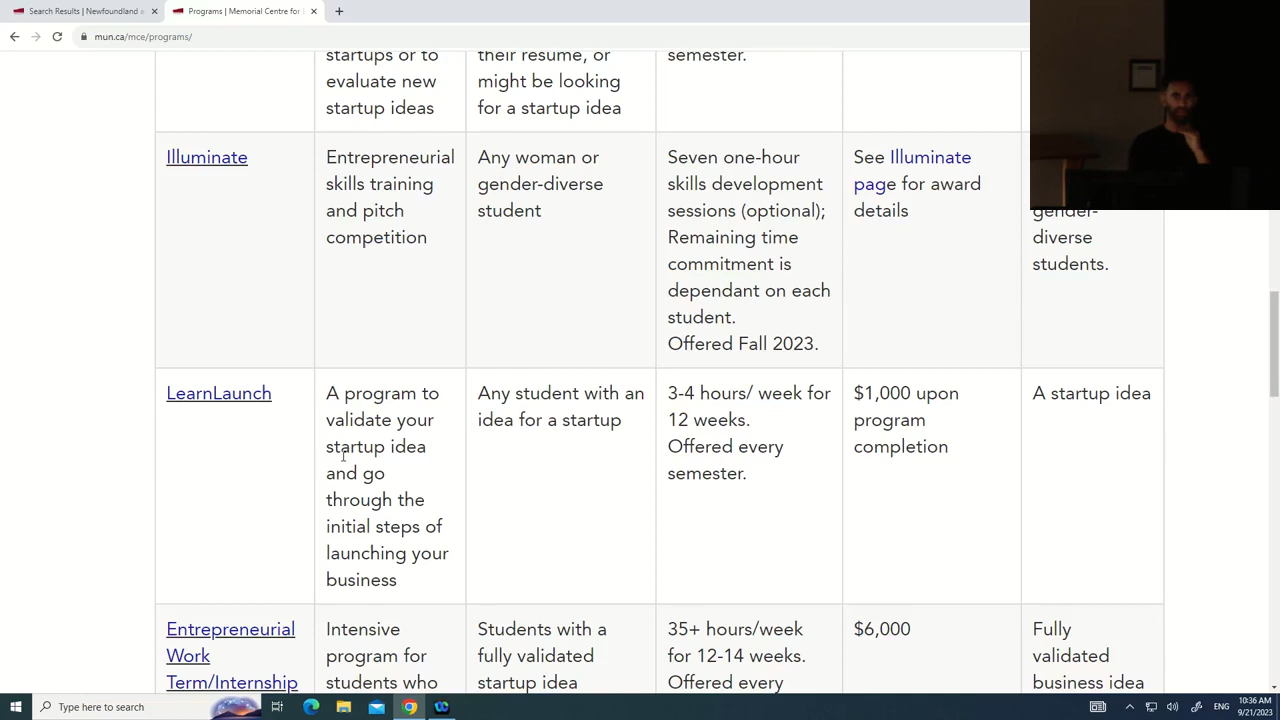 Search Results | Newfoundland a
Programs | Memorial Centre for
mun.ca/mce/programs/
startups or to
evaluate new
startup ideas
their resume, or
might be looking
for a startup idea
semester.
Illuminate
Entrepreneurial
skills training
and pitch
competition
Any woman or
gender-diverse
student
Seven one-hour
skills development
sessions (optional);
Remaining time
commitment is
dependant on each
student.
Offered Fall 2023.
See Illuminate
page for award
details
gender-
diverse
students.
LearnLaunch
A program to
validate your
startup idea
and go
through the
initial steps of
launching your
business
Any student with an
idea for a startup
3-4 hours/ week for
12 weeks.
Offered every
semester.
$1,000 upon
program
completion
A startup idea
Entrepreneurial
Work
Term/Internship
Intensive
program for
students who
Students with a
fully validated
startup idea
35+ hours/week
for 12-14 weeks.
Offered every
$6,000
Fully
validated
business idea
Type here to search
ENG
10:36 AM
9/21/2023